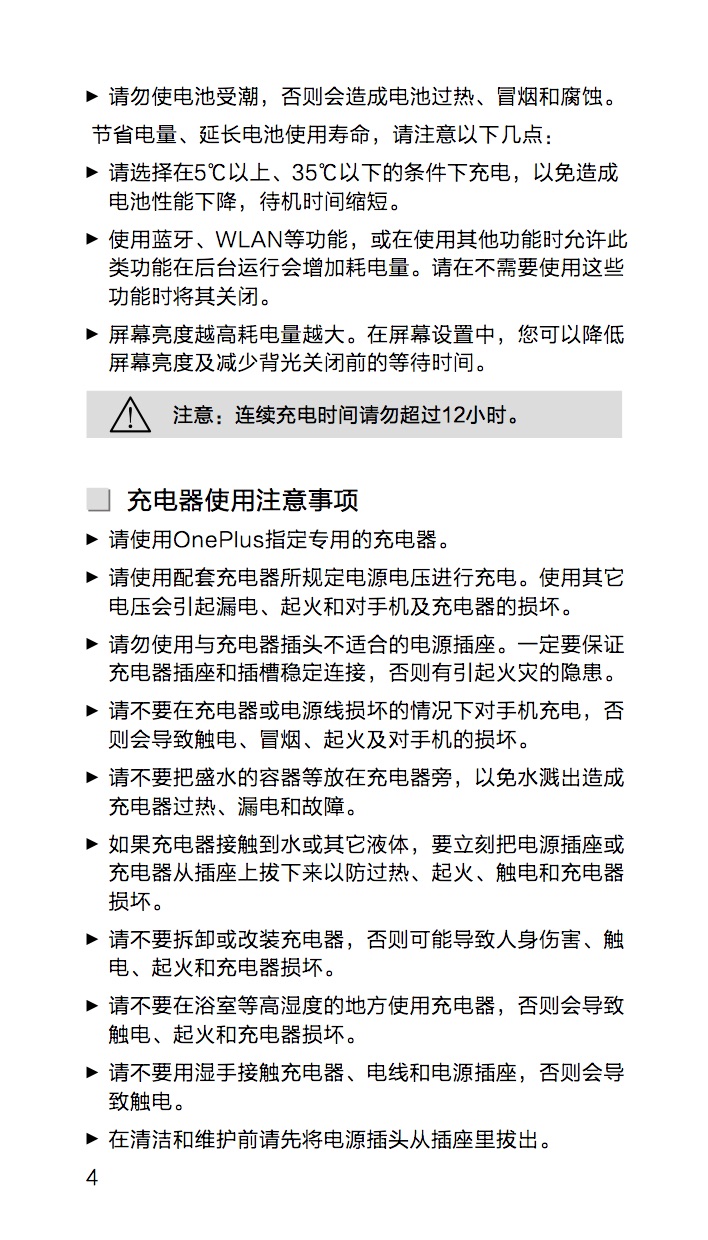 ▶ 请勿使电池受潮，否则会造成电池过热、冒烟和腐蚀。
节省电量、延长电池使用寿命，请注意以下几点：
▶ 请选择在5℃以上、35℃以下的条件下充电，以免造成
电池性能下降，待机时间缩短。
▶ 使用蓝牙、WLAN等功能，或在使用其他功能时允许此
类功能在后台运行会增加耗电量。请在不需要使用这些
功能时将其关闭。
▶ 屏幕亮度越高耗电量越大。在屏幕设置中，您可以降低
屏幕亮度及减少背光关闭前的等待时间。
注意：连续充电时间请勿超过12小时。
充电器使用注意事项
▶ 请使用OnePlus指定专用的充电器。
▶ 请使用配套充电器所规定电源电压进行充电。使用其它
电压会引起漏电、起火和对手机及充电器的损坏。
▶ 请勿使用与充电器插头不适合的电源插座。一定要保证
充电器插座和插槽稳定连接，否则有引起火灾的隐患。
▶ 请不要在充电器或电源线损坏的情况下对手机充电，否
则会导致触电、冒烟、起火及对手机的损坏。
▶ 请不要把盛水的容器等放在充电器旁，以免水溅出造成
充电器过热、漏电和故障。
▶ 如果充电器接触到水或其它液体，要立刻把电源插座或
充电器从插座上拔下来以防过热、起火、触电和充电器
损坏。
▶ 请不要拆卸或改装充电器，否则可能导致人身伤害、触
电、起火和充电器损坏。
▶ 请不要在浴室等高湿度的地方使用充电器，否则会导致
触电、起火和充电器损坏。
▶ 请不要用湿手接触充电器、电线和电源插座，否则会导
致触电。
▶ 在清洁和维护前请先将电源插头从插座里拔出。
4